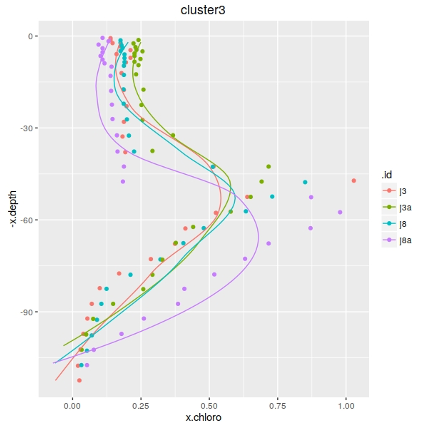 cluster3
0
-30
-60
-90
-x.depth
0.00
0.25
0.50
0.75
1.00
x.chloro
.id
j3
j3a
j8
j8a